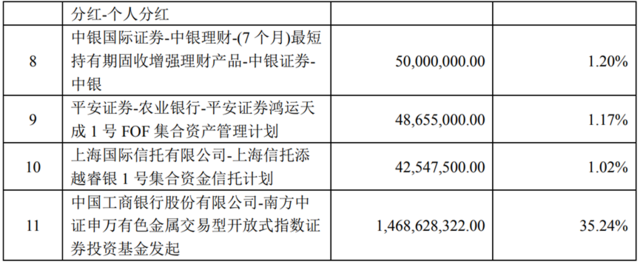 分红-个人分红
8
中银国际证券-中银理财-(7 个月)最短
持有期固收增强理财产品-中银证券-
中银
50,000,000.00
1.20%
9
平安证券-农业银行-平安证券鸿运天
成 1 号 FOF 集合资产管理计划
48,655,000.00
1.17%
10
上海国际信托有限公司-上海信托添
越睿银 1 号集合资金信托计划
42,547,500.00
1.02%
11
中国工商银行股份有限公司-南方中
证申万有色金属交易型开放式指数证
券投资基金发起
1,468,628,322.00
35.24%